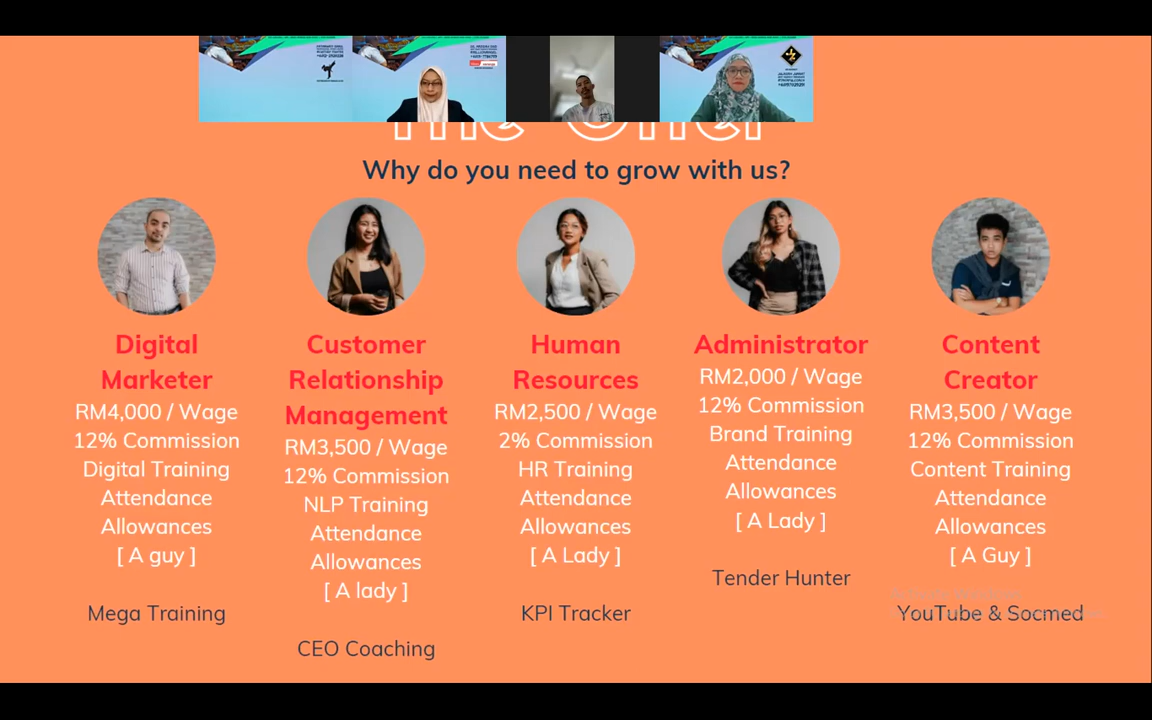 The Offer
Why do you need to grow with us?
Digital
Marketer
RM4,000 / Wage
12% Commission
Digital Training
Attendance
Allowances
[ A guy ]
Mega Training
Customer
Relationship
Management
RM3,500 / Wage
12% Commission
NLP Training
Attendance
Allowances
[ A lady ]
CEO Coaching
Human
Resources
RM2,500 / Wage
2% Commission
HR Training
Attendance
Allowances
[ A Lady ]
KPI Tracker
Administrator
RM2,000 / Wage
12% Commission
Brand Training
Attendance
Allowances
[ A Lady ]
Tender Hunter
Content
Creator
RM3,500 / Wage
12% Commission
Content Training
Attendance
Allowances
[ A Guy ]
YouTube & Socmed